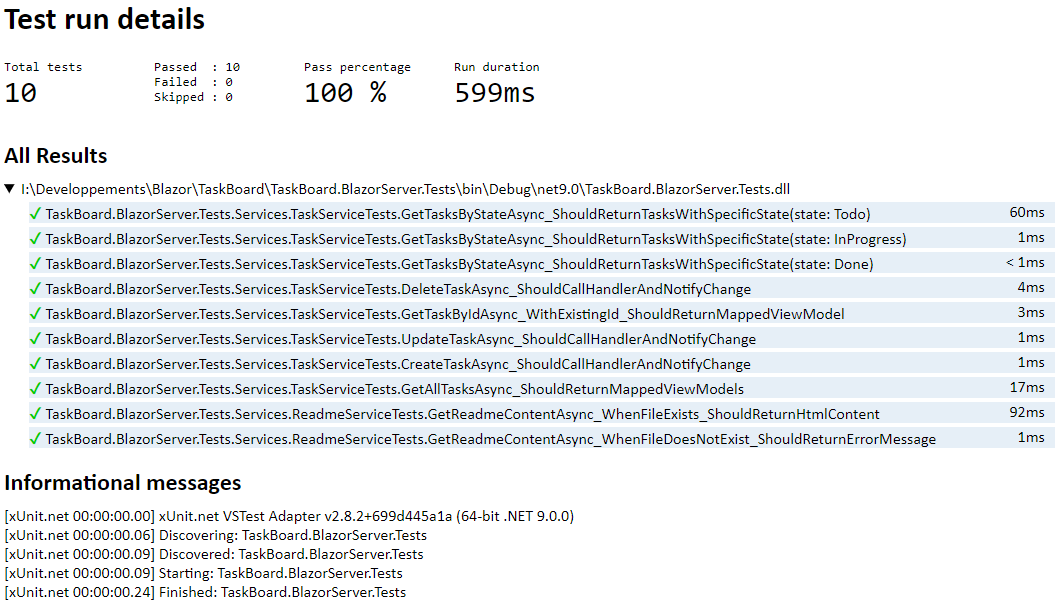 Test run details
Total tests
10
Passed : 10
Failed : 0
Skipped : 0
Pass percentage
100 %
Run duration
599ms
All Results
I:\Developpements\Blazor\TaskBoard\TaskBoard.BlazorServer.Tests\bin\Debug\net9.0\TaskBoard.BlazorServer.Tests.dll
✓ TaskBoard.BlazorServer.Tests.Services.TaskServiceTests.GetTasksByStateAsync_ShouldReturnTasksWithSpecificState(state: Todo) 60ms
✓ TaskBoard.BlazorServer.Tests.Services.TaskServiceTests.GetTasksByStateAsync_ShouldReturnTasksWithSpecificState(state: InProgress) 1ms
✓ TaskBoard.BlazorServer.Tests.Services.TaskServiceTests.GetTasksByStateAsync_ShouldReturnTasksWithSpecificState(state: Done) < 1ms
✓ TaskBoard.BlazorServer.Tests.Services.TaskServiceTests.DeleteTaskAsync_ShouldCallHandlerAndNotifyChange 4ms
✓ TaskBoard.BlazorServer.Tests.Services.TaskServiceTests.GetTaskByIdAsync_WithExistingId_ShouldReturnMappedViewModel 3ms
✓ TaskBoard.BlazorServer.Tests.Services.TaskServiceTests.UpdateTaskAsync_ShouldCallHandlerAndNotifyChange 1ms
✓ TaskBoard.BlazorServer.Tests.Services.TaskServiceTests.CreateTaskAsync_ShouldCallHandlerAndNotifyChange 1ms
✓ TaskBoard.BlazorServer.Tests.Services.TaskServiceTests.GetAllTasksAsync_ShouldReturnMappedViewModels 17ms
✓ TaskBoard.BlazorServer.Tests.Services.ReadmeServiceTests.GetReadmeContentAsync_WhenFileExists_ShouldReturnHtmlContent 92ms
✓ TaskBoard.BlazorServer.Tests.Services.ReadmeServiceTests.GetReadmeContentAsync_WhenFileDoesNotExist_ShouldReturnErrorMessage 1ms
Informational messages
[xUnit.net 00:00:00.00] xUnit.net VSTest Adapter v2.8.2+699d445a1a (64-bit .NET 9.0.0)
[xUnit.net 00:00:00.06] Discovering: TaskBoard.BlazorServer.Tests
[xUnit.net 00:00:00.09] Discovered: TaskBoard.BlazorServer.Tests
[xUnit.net 00:00:00.09] Starting: TaskBoard.BlazorServer.Tests
[xUnit.net 00:00:00.24] Finished: TaskBoard.BlazorServer.Tests